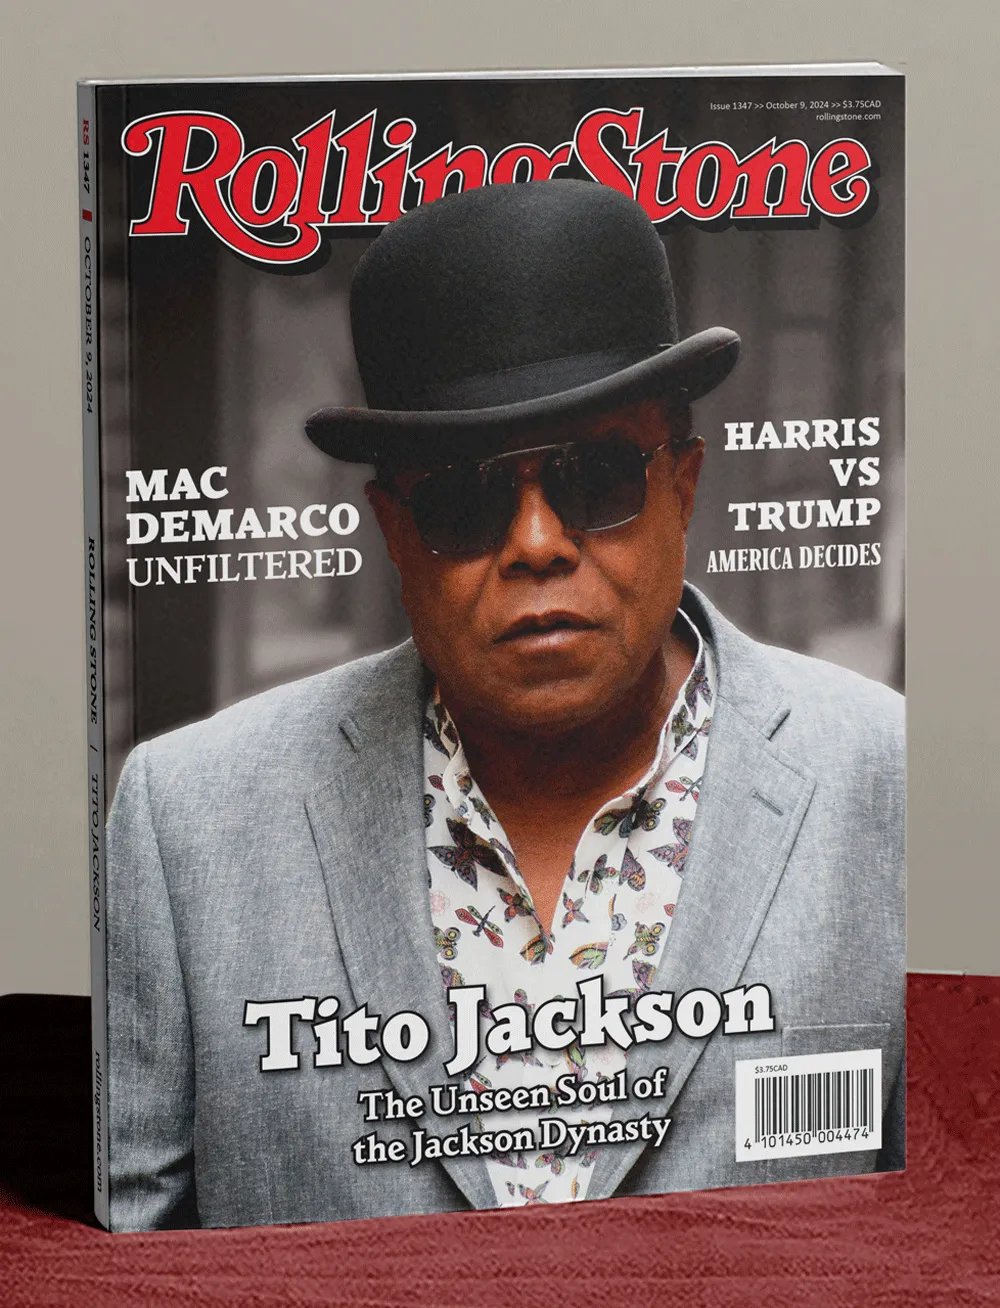 Issue 1347 >> October 9, 2024 >> $3.75CAD
rollingstone.com
RollingStone
MAC
DEMARCO
UNFILTERED
HARRIS
VS
TRUMP
AMERICA DECIDES
Tito Jackson
The Unseen Soul of
the Jackson Dynasty
$3.75CAD
4 101450 004474
RS 1347 OCTOBER 9, 2024 ROLLING STONE / TITO JACKSON rollingstone.com